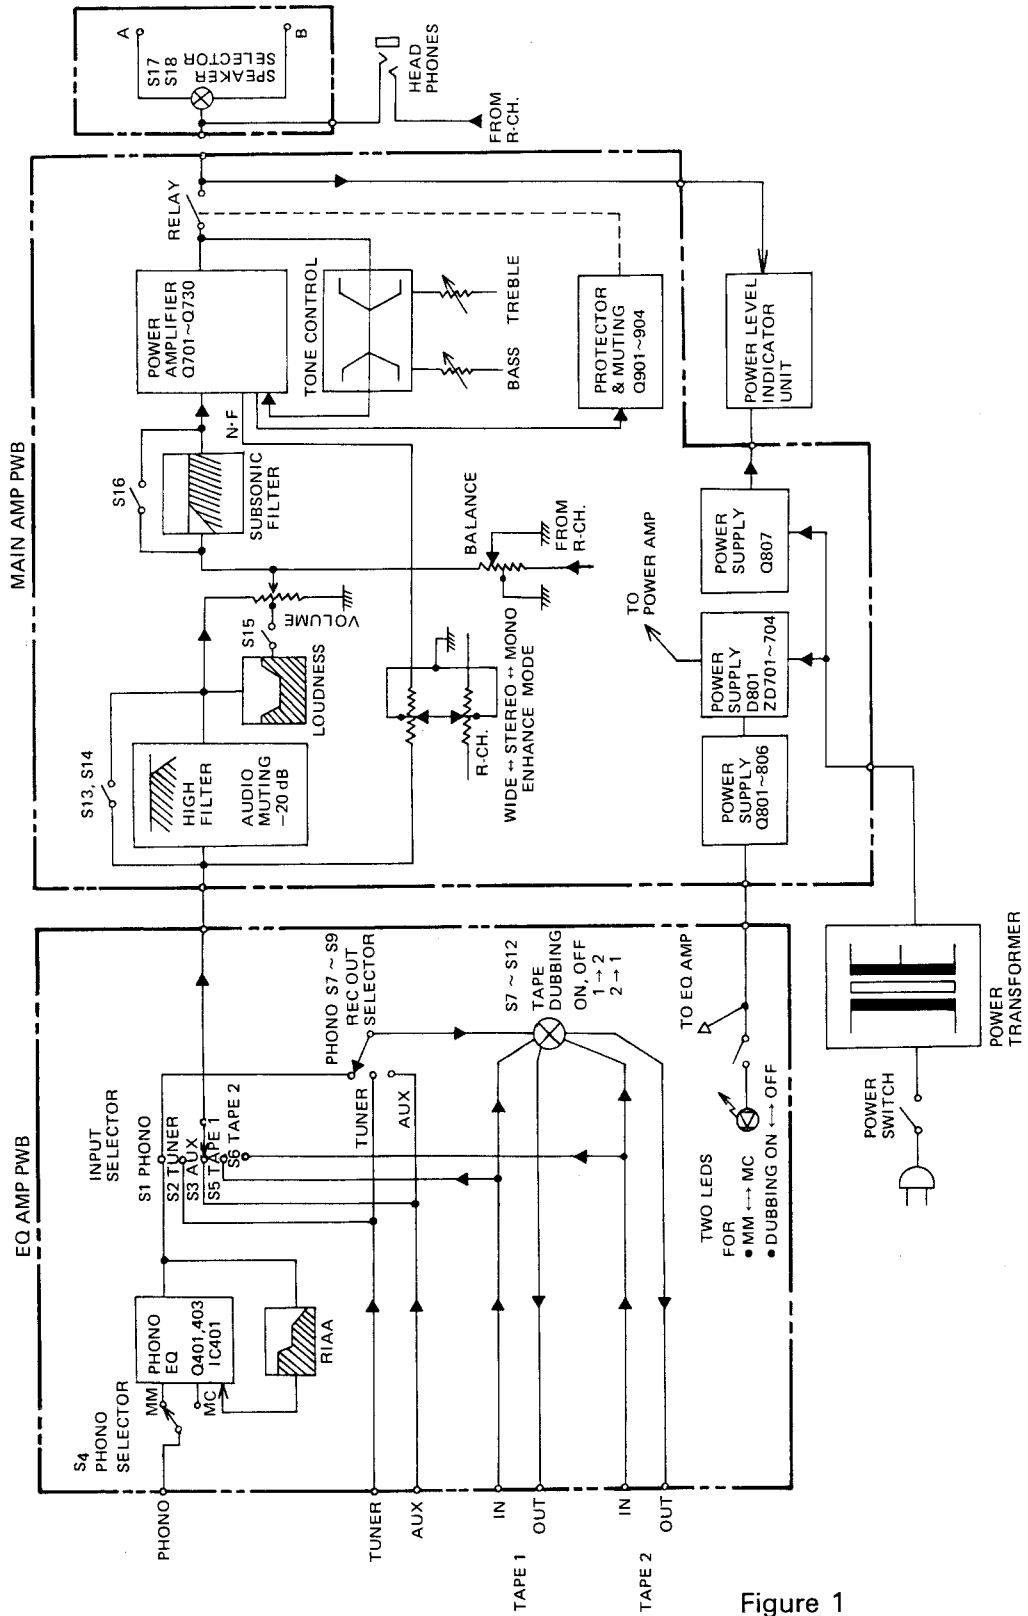 EQ AMP PWB
S4
PHONO
SELECTOR
MM
MC
PHONO
EQ
Q401,403
IC401
RIAA
INPUT
SELECTOR
S1 PHONO
S2 TUNER
S3 AUX
S5 TAPE 1
S6 TAPE 2
PHONO S7 ~ S9
REC OUT
SELECTOR
TUNER
AUX
S7 ~ S12
TAPE
DUBBING
ON, OFF
1 → 2
2 → 1
PHONO
TUNER
AUX
IN
OUT
TAPE 1
IN
OUT
TAPE 2
TWO LEDS
FOR
● MM ↔ MC
● DUBBING ON ↔ OFF
TO EQ AMP
POWER
SWITCH
POWER
TRANSFORMER
MAIN AMP PWB
S13, S14
HIGH
FILTER
AUDIO
MUTING
−20 dB
LOUDNESS
S15
VOLUME
S16
SUBSONIC
FILTER
N·F
POWER
AMPLIFIER
Q701~Q730
RELAY
TONE CONTROL
BASS
TREBLE
BALANCE
FROM
R-CH.
R-CH.
WIDE ↔ STEREO ↔ MONO
ENHANCE MODE
PROTECTOR
& MUTING
Q901~904
TO
POWER AMP
POWER
SUPPLY
Q801~806
POWER
SUPPLY
D801
ZD701~704
POWER
SUPPLY
Q807
POWER LEVEL
INDICATOR
UNIT
A
S17
S18
SPEAKER
SELECTOR
B
HEAD
PHONES
FROM
R-CH.
Figure 1